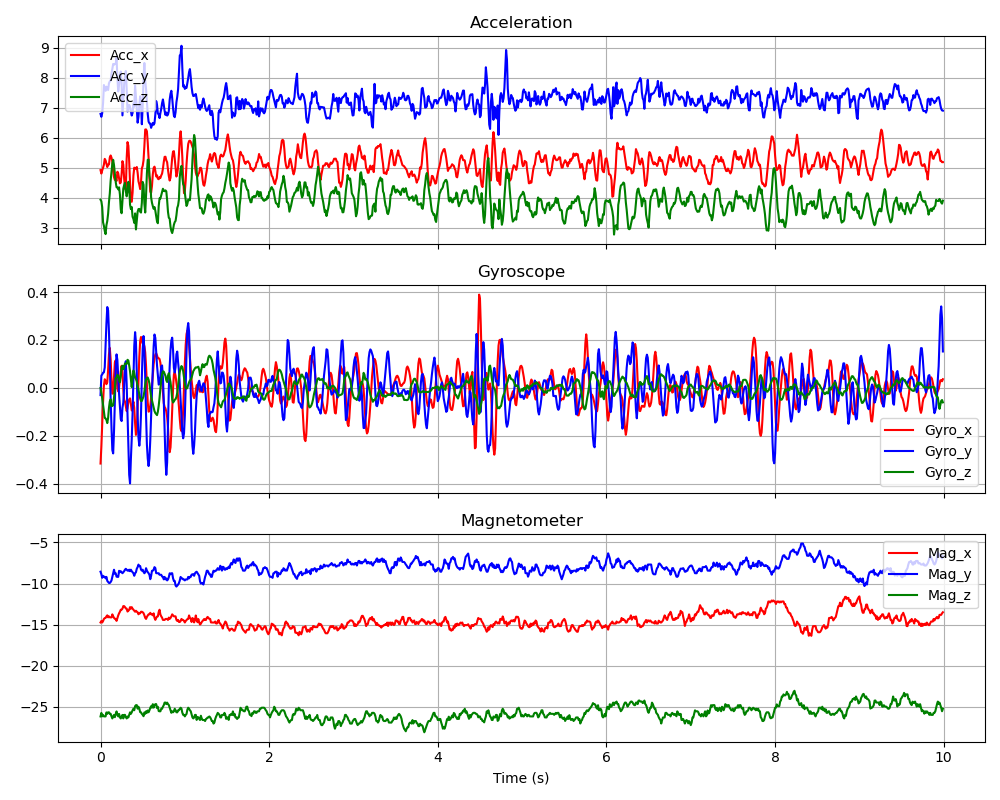 Acceleration
9
8
7
6
5
4
3
Acc_x
Acc_y
Acc_z
Gyroscope
0.4
0.2
0.0
−0.2
−0.4
Gyro_x
Gyro_y
Gyro_z
Magnetometer
−5
−10
−15
−20
−25
Mag_x
Mag_y
Mag_z
0 2 4 6 8 10
Time (s)